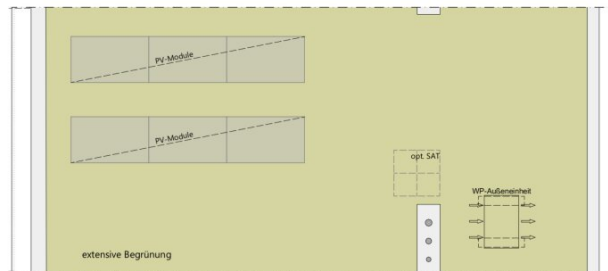 PV-Module
PV-Module
opt. SAT
WP-Außeneinheit
extensive Begrünung